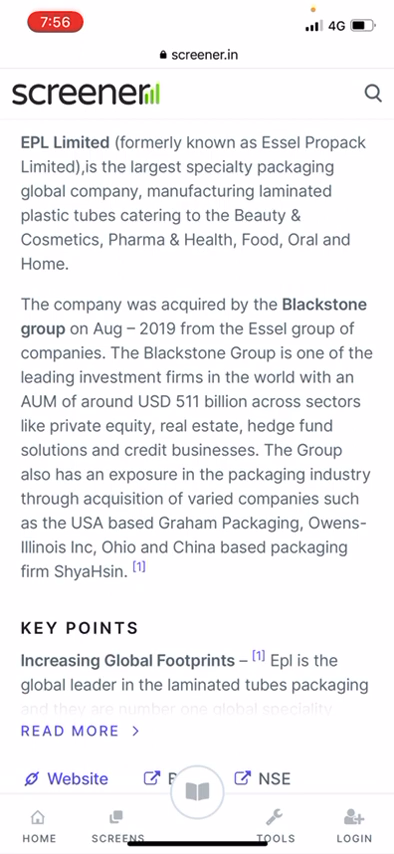 7:56
4G
screener.in
screener
EPL Limited (formerly known as Essel Propack
Limited),is the largest specialty packaging
global company, manufacturing laminated
plastic tubes catering to the Beauty &
Cosmetics, Pharma & Health, Food, Oral and
Home.
The company was acquired by the Blackstone
group on Aug – 2019 from the Essel group of
companies. The Blackstone Group is one of the
leading investment firms in the world with an
AUM of around USD 511 billion across sectors
like private equity, real estate, hedge fund
solutions and credit businesses. The Group
also has an exposure in the packaging industry
through acquisition of varied companies such
as the USA based Graham Packaging, Owens-
Illinois Inc, Ohio and China based packaging
firm ShyaHsin. [1]
KEY POINTS
Increasing Global Footprints – [1] Epl is the
global leader in the laminated tubes packaging
and they are number one global speciality
READ MORE
Website B NSE
HOME SCREENS TOOLS LOGIN